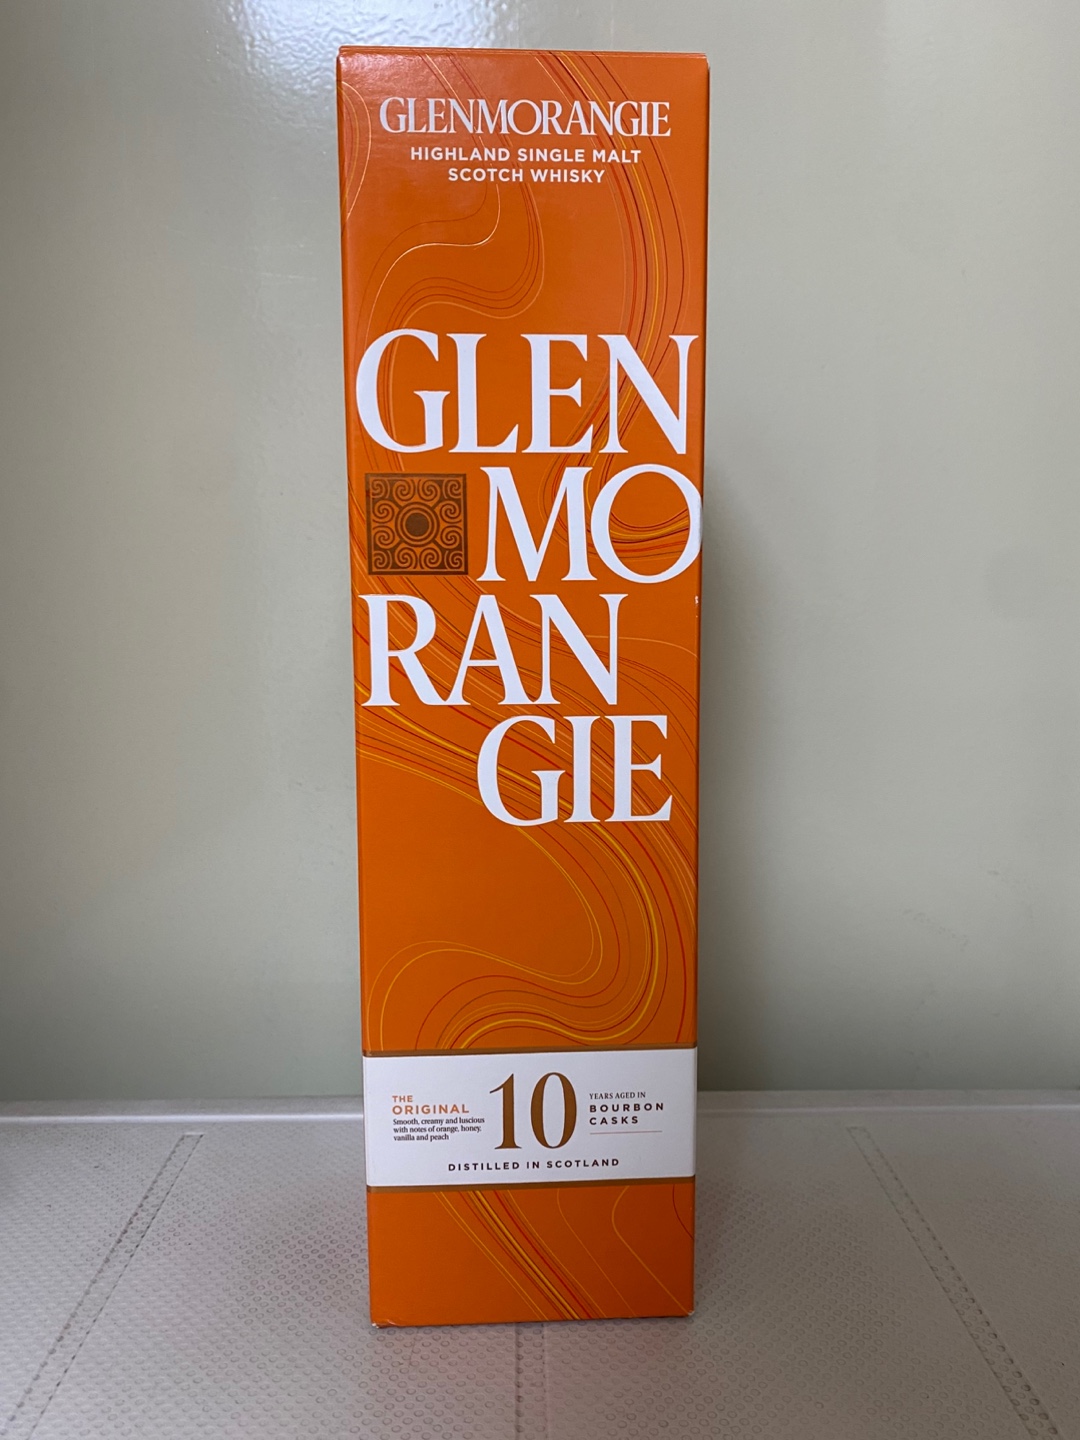 GLENMORANGIE
HIGHLAND SINGLE MALT
SCOTCH WHISKY
GLEN
MO
RAN
GIE
THE
ORIGINAL
Smooth, creamy and luscious
with notes of orange, honey,
vanilla and peach
10
YEARS AGED IN
BOURBON
CASKS
DISTILLED IN SCOTLAND